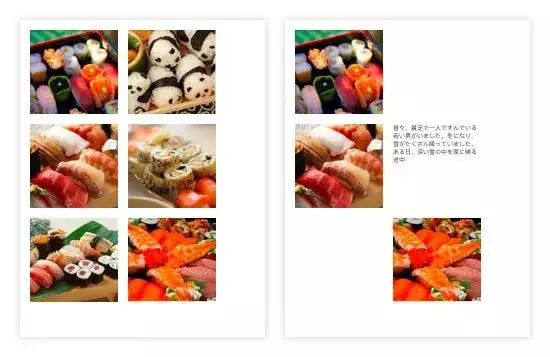 昔々、貧乏で一人ですんでいる
若い男がいました。冬になり、
雪がたくさん降っていました。
ある日、深い雪の中を家に帰る
途中